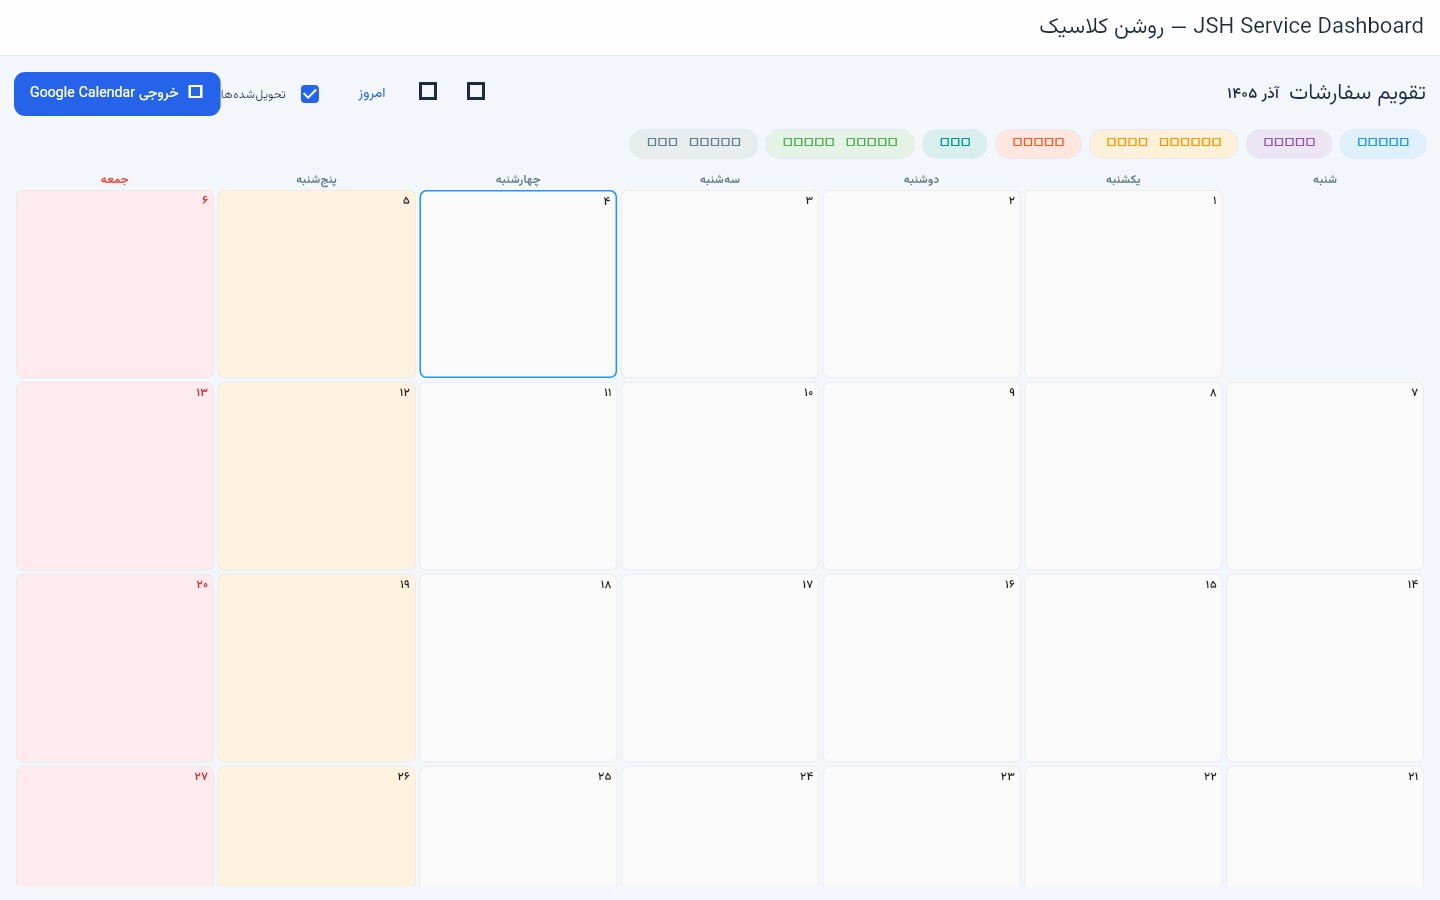 JSH Service Dashboard — روشن کلاسیک
تقویم سفارشات آذر ۱۴۰۵ امروز تحویل‌شده‌ها خروجی Google Calendar
شنبه یکشنبه دوشنبه سه‌شنبه چهارشنبه پنج‌شنبه جمعه
۱ ۲ ۳ ۴ ۵ ۶
۷ ۸ ۹ ۱۰ ۱۱ ۱۲ ۱۳
۱۴ ۱۵ ۱۶ ۱۷ ۱۸ ۱۹ ۲۰
۲۱ ۲۲ ۲۳ ۲۴ ۲۵ ۲۶ ۲۷